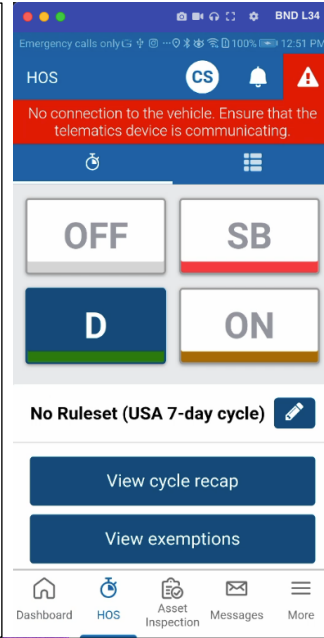 BND L34
Emergency calls only 100% 12:51 PM
HOS CS
No connection to the vehicle. Ensure that the
telematics device is communicating.
OFF SB
D ON
No Ruleset (USA 7-day cycle)
View cycle recap
View exemptions
Dashboard HOS Asset Inspection Messages More